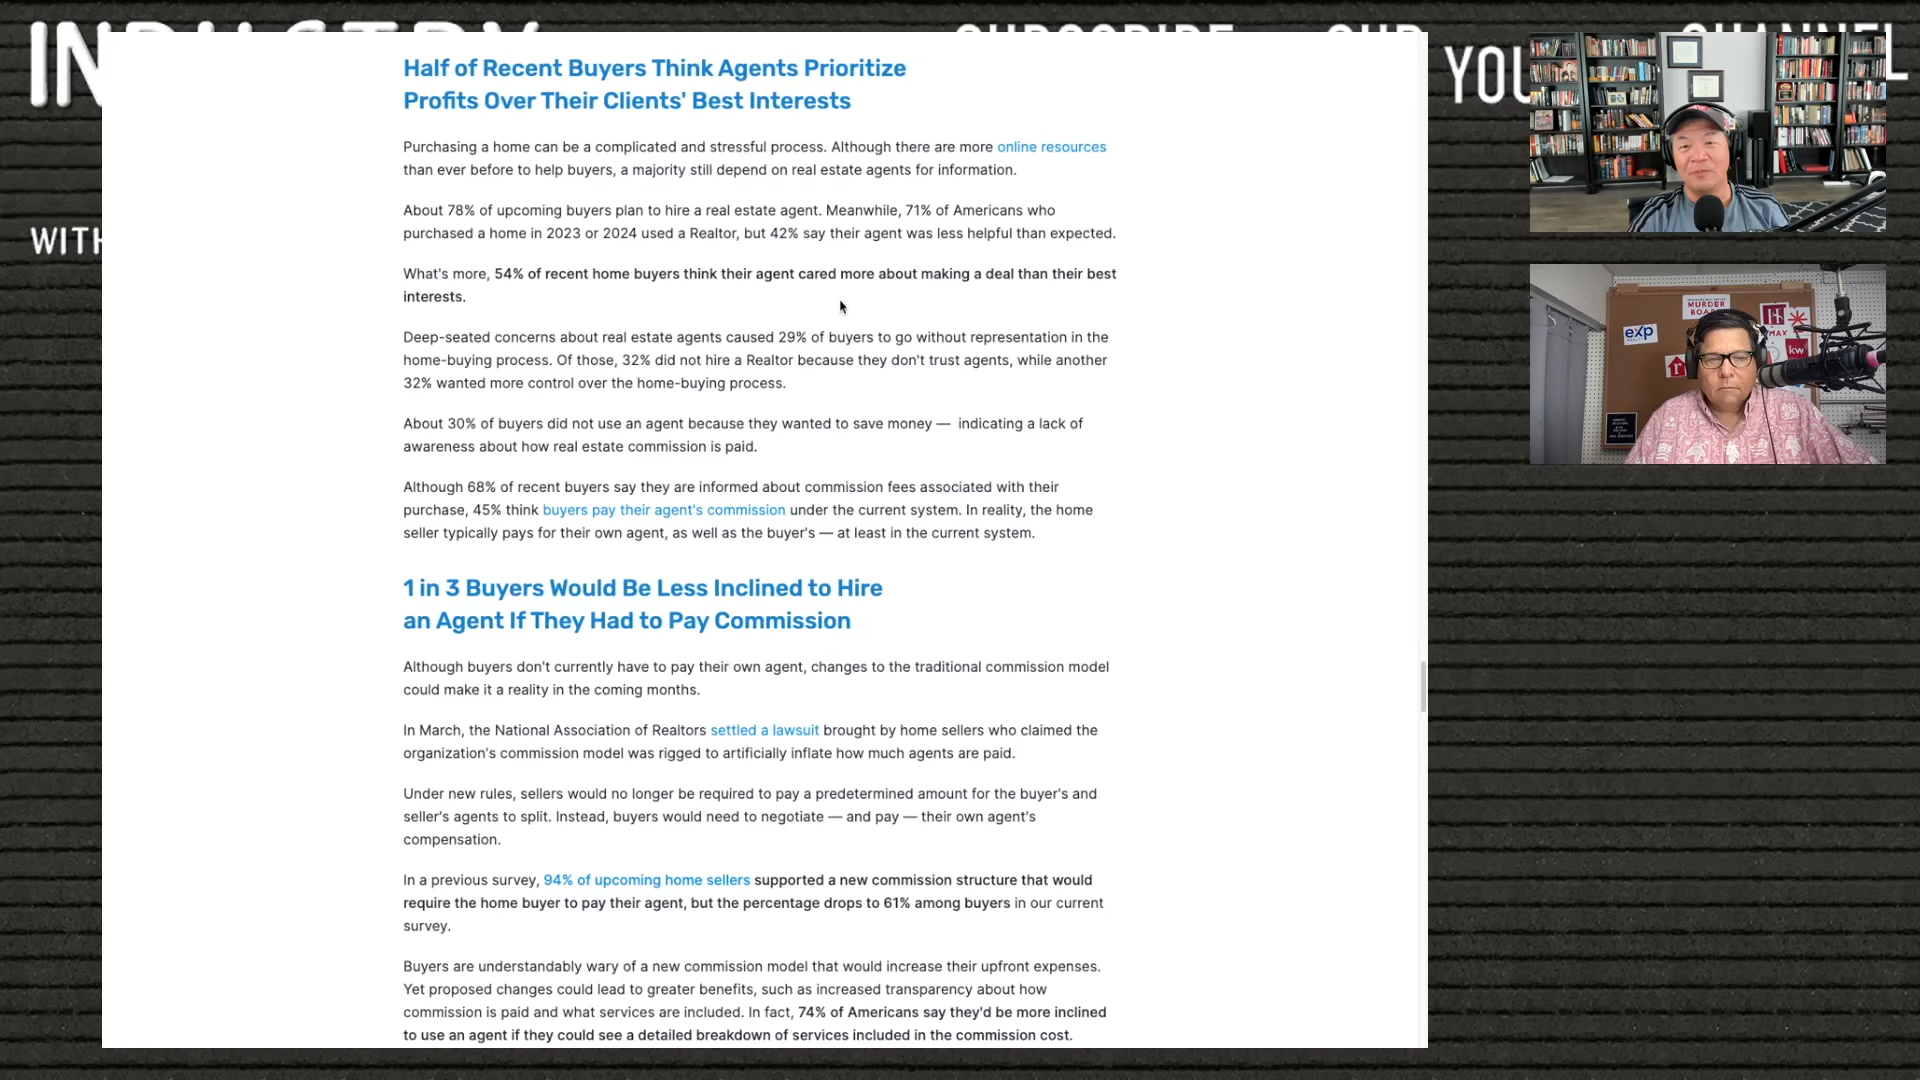 INDUSTRY
SUBSCRIBE OUR CHANNEL
YOU
WITH
Half of Recent Buyers Think Agents Prioritize
Profits Over Their Clients' Best Interests
Purchasing a home can be a complicated and stressful process. Although there are more online resources
than ever before to help buyers, a majority still depend on real estate agents for information.
About 78% of upcoming buyers plan to hire a real estate agent. Meanwhile, 71% of Americans who
purchased a home in 2023 or 2024 used a Realtor, but 42% say their agent was less helpful than expected.
What's more, 54% of recent home buyers think their agent cared more about making a deal than their best
interests.
Deep-seated concerns about real estate agents caused 29% of buyers to go without representation in the
home-buying process. Of those, 32% did not hire a Realtor because they don't trust agents, while another
32% wanted more control over the home-buying process.
About 30% of buyers did not use an agent because they wanted to save money — indicating a lack of
awareness about how real estate commission is paid.
Although 68% of recent buyers say they are informed about commission fees associated with their
purchase, 45% think buyers pay their agent's commission under the current system. In reality, the home
seller typically pays for their own agent, as well as the buyer's — at least in the current system.
1 in 3 Buyers Would Be Less Inclined to Hire
an Agent If They Had to Pay Commission
Although buyers don't currently have to pay their own agent, changes to the traditional commission model
could make it a reality in the coming months.
In March, the National Association of Realtors settled a lawsuit brought by home sellers who claimed the
organization's commission model was rigged to artificially inflate how much agents are paid.
Under new rules, sellers would no longer be required to pay a predetermined amount for the buyer's and
seller's agents to split. Instead, buyers would need to negotiate — and pay — their own agent's
compensation.
In a previous survey, 94% of upcoming home sellers supported a new commission structure that would
require the home buyer to pay their agent, but the percentage drops to 61% among buyers in our current
survey.
Buyers are understandably wary of a new commission model that would increase their upfront expenses.
Yet proposed changes could lead to greater benefits, such as increased transparency about how
commission is paid and what services are included. In fact, 74% of Americans say they'd be more inclined
to use an agent if they could see a detailed breakdown of services included in the commission cost.
MURDER
exp
kw